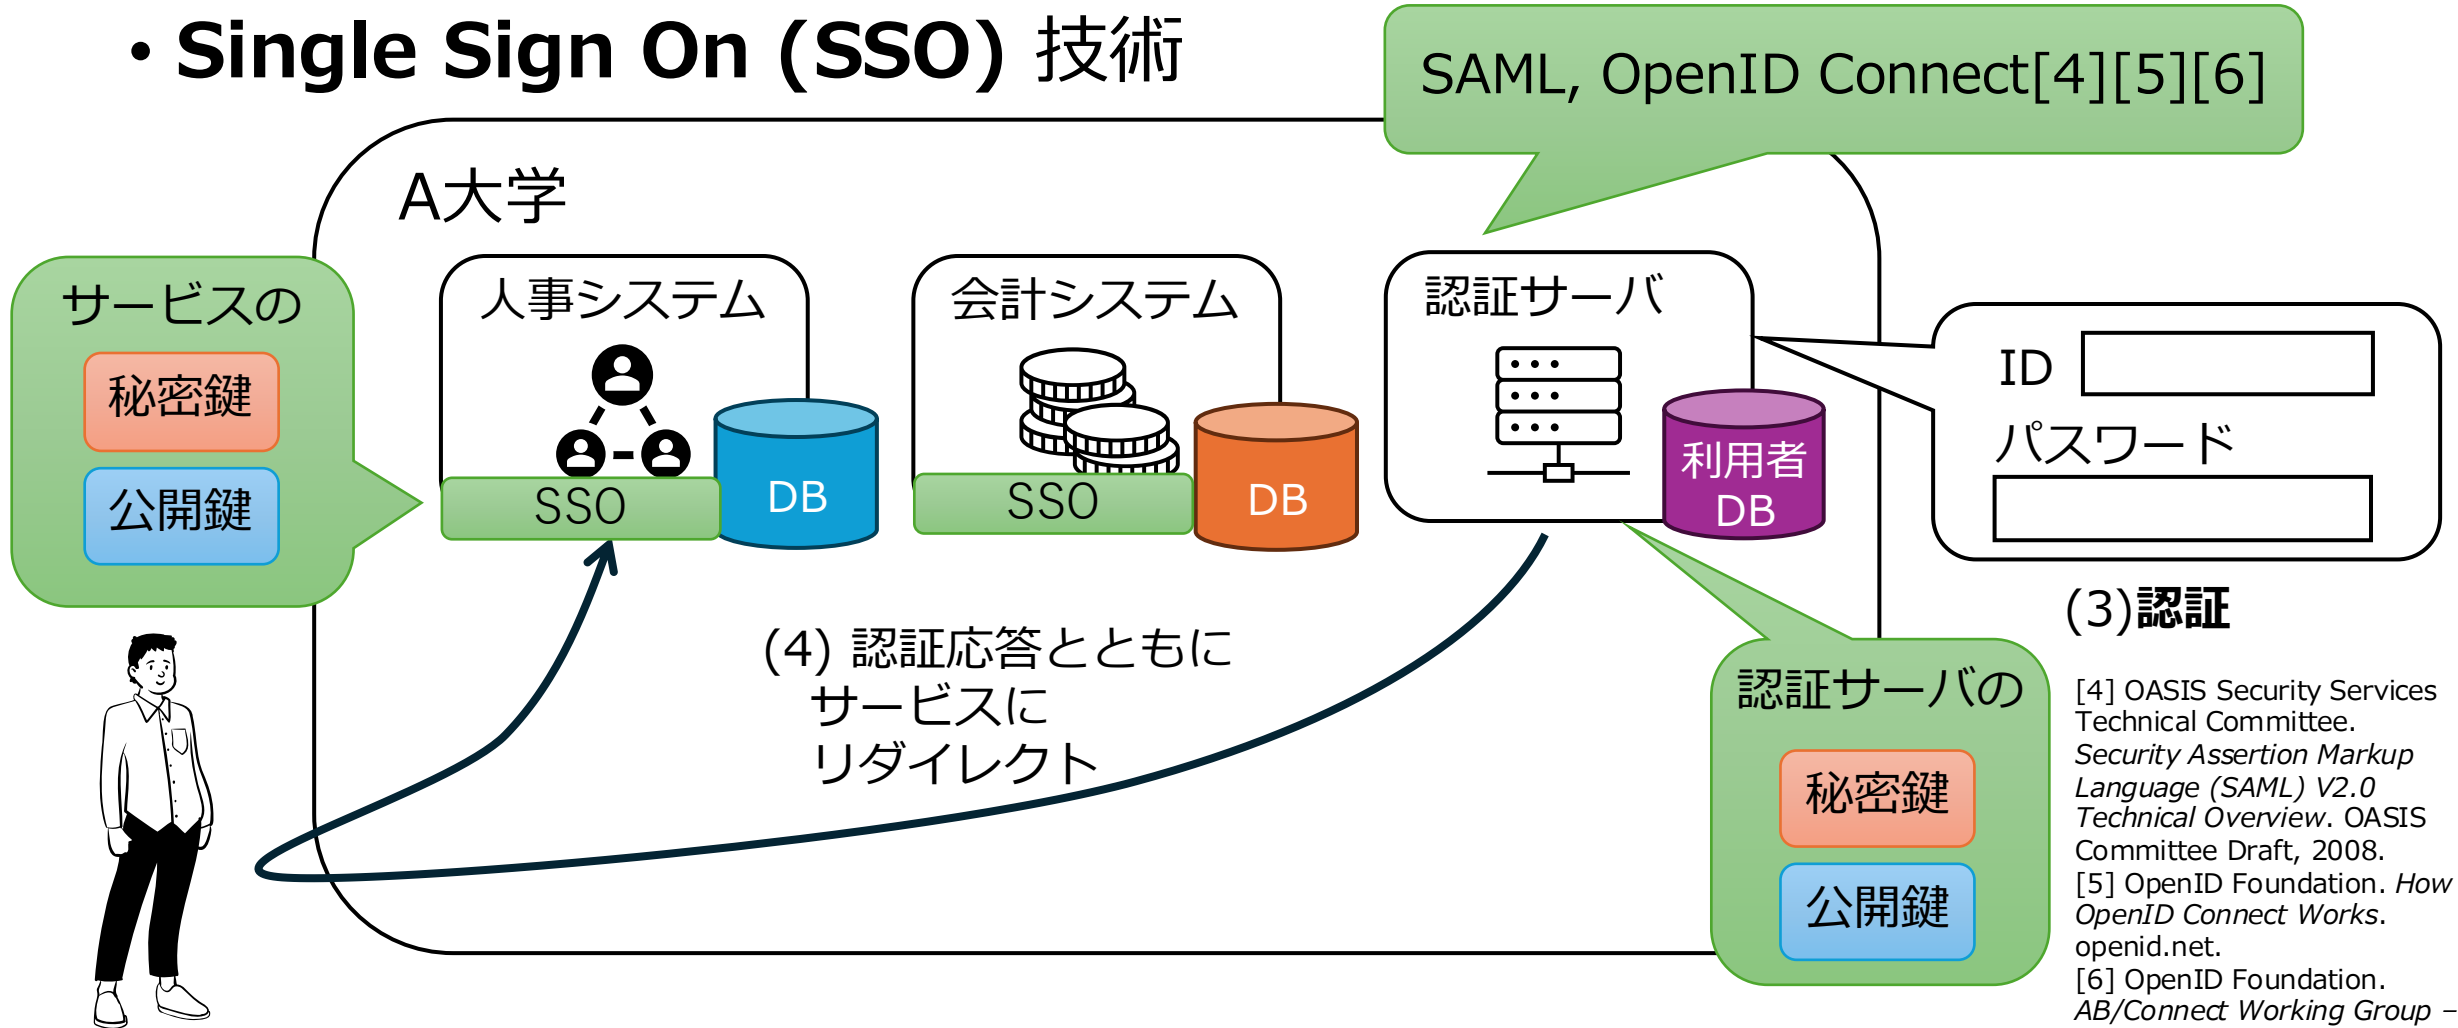 • Single Sign On (SSO) 技術
SAML, OpenID Connect[4][5][6]
A大学
サービスの
秘密鍵
公開鍵
人事システム
SSO
DB
会計システム
SSO
DB
認証サーバ
利用者
DB
ID
パスワード
(3)認証
(4) 認証応答とともに
サービスに
リダイレクト
認証サーバの
秘密鍵
公開鍵
[4] OASIS Security Services
Technical Committee.
Security Assertion Markup
Language (SAML) V2.0
Technical Overview. OASIS
Committee Draft, 2008.
[5] OpenID Foundation. How
OpenID Connect Works.
openid.net.
[6] OpenID Foundation.
AB/Connect Working Group –